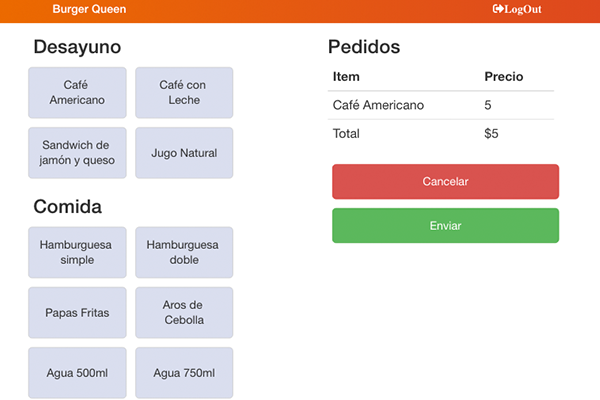 Burger Queen
LogOut
Desayuno
Café
Americano
Café con
Leche
Sandwich de
jamón y queso
Jugo Natural
Comida
Hamburguesa
simple
Hamburguesa
doble
Papas Fritas
Aros de
Cebolla
Agua 500ml
Agua 750ml
Pedidos
Item Precio
Café Americano 5
Total $5
Cancelar
Enviar